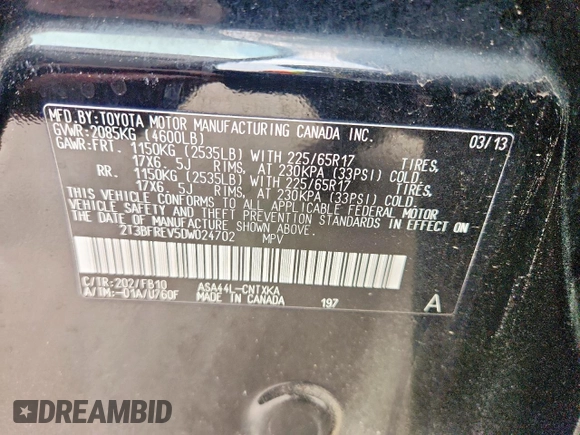 MFD.BY:TOYOTA MOTOR MANUFACTURING CANADA INC. 03/13
GVWR:2085KG (4600LB)
GAWR:FRT. 1150KG (2535LB) WITH 225/65R17 TIRES,
17X6.5J RIMS, AT 230KPA (33PSI) COLD.
RR. 1150KG (2535LB) WITH 225/65R17 TIRES,
17X6.5J RIMS, AT 230KPA (33PSI) COLD.
THIS VEHICLE CONFORMS TO ALL APPLICABLE FEDERAL MOTOR
VEHICLE SAFETY AND THEFT PREVENTION STANDARDS IN EFFECT ON
THE DATE OF MANUFACTURE SHOWN ABOVE.
2T3BFREV5DW024702 MPV
C/TR:202/FB10 ASA44L-CNTXKA
A/TM:-01A/U760F MADE IN CANADA 197 A
DREAMBID